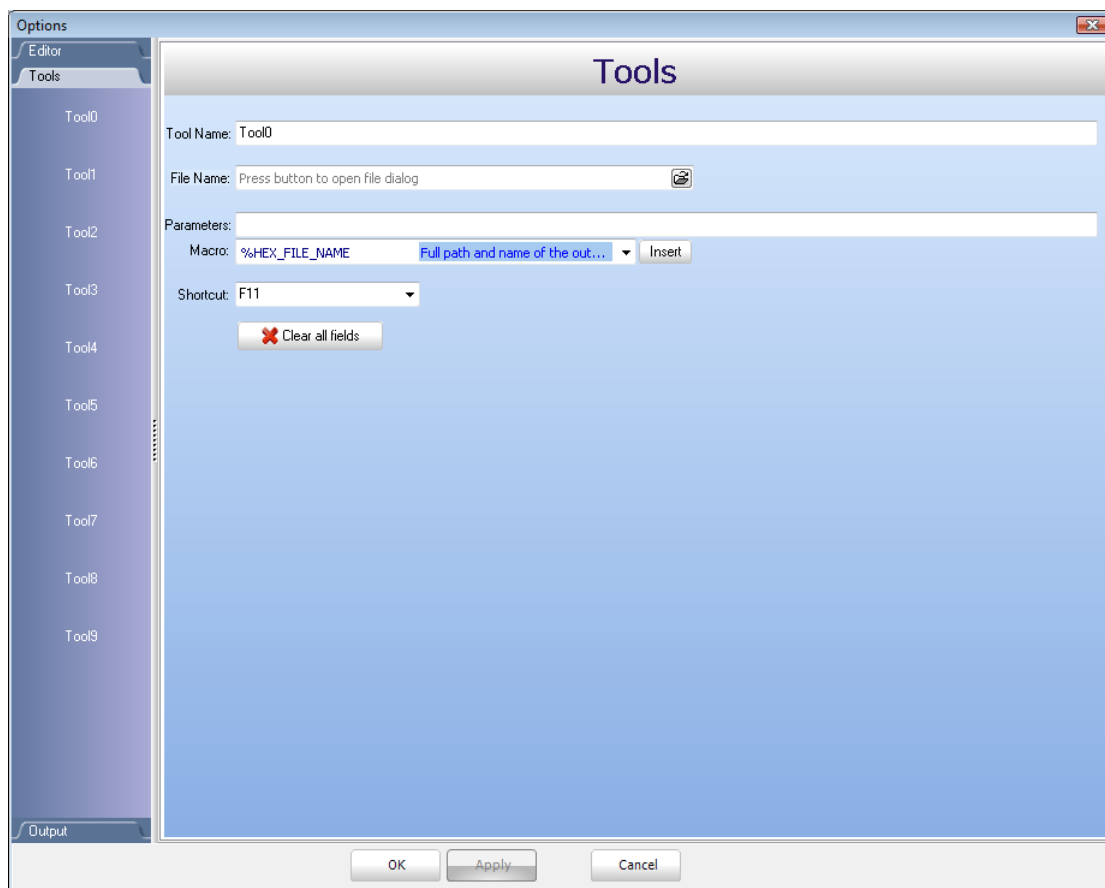 Options
Editor
Tools
Tool0
Tool1
Tool2
Tool3
Tool4
Tool5
Tool6
Tool7
Tool8
Tool9
Output
Tools
Tool Name: Tool0
File Name: Press button to open file dialog
Parameters:
Macro: %HEX_FILE_NAME Full path and name of the out... Insert
Shortcut: F11
Clear all fields
OK Apply Cancel